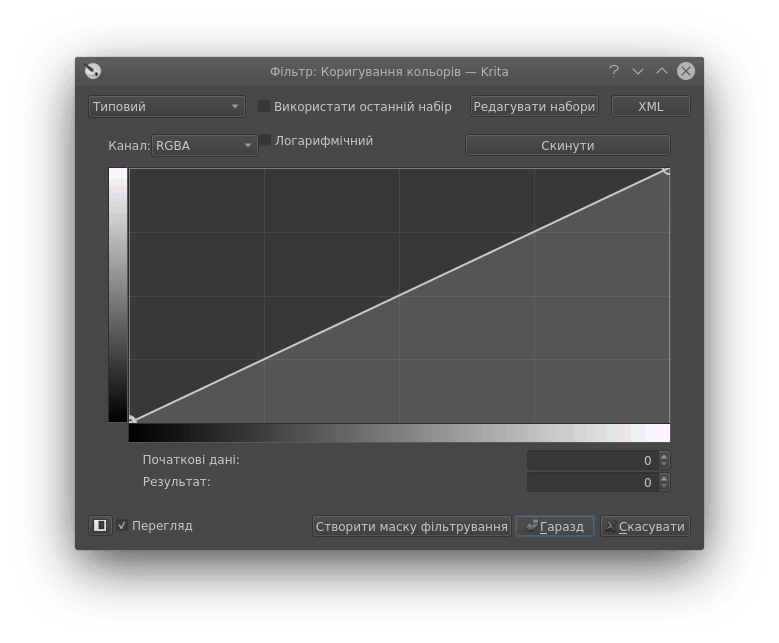 Фільтр: Коригування кольорів — Krita
Типовий Використати останній набір Редагувати набори XML
Канал: RGBA Логарифмічний Скинути
Початкові дані: 0
Результат: 0
Перегляд Створити маску фільтрування Гаразд Скасувати